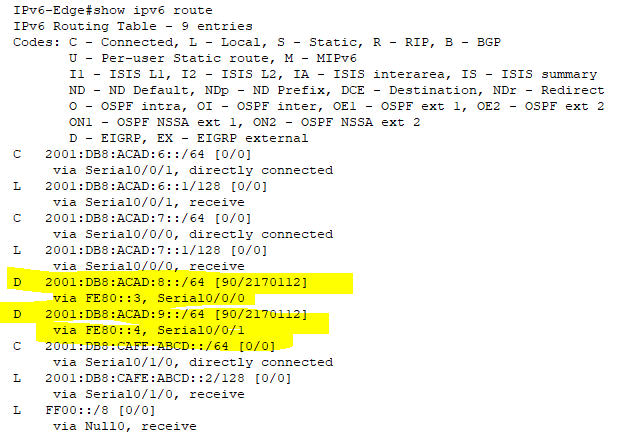 IPv6-Edge#show ipv6 route
IPv6 Routing Table - 9 entries
Codes: C - Connected, L - Local, S - Static, R - RIP, B - BGP
U - Per-user Static route, M - MIPv6
I1 - ISIS L1, I2 - ISIS L2, IA - ISIS interarea, IS - ISIS summary
ND - ND Default, NDp - ND Prefix, DCE - Destination, NDr - Redirect
O - OSPF intra, OI - OSPF inter, OE1 - OSPF ext 1, OE2 - OSPF ext 2
ON1 - OSPF NSSA ext 1, ON2 - OSPF NSSA ext 2
D - EIGRP, EX - EIGRP external
C 2001:DB8:ACAD:6::/64 [0/0]
via Serial0/0/1, directly connected
L 2001:DB8:ACAD:6::1/128 [0/0]
via Serial0/0/1, receive
C 2001:DB8:ACAD:7::/64 [0/0]
via Serial0/0/0, directly connected
L 2001:DB8:ACAD:7::1/128 [0/0]
via Serial0/0/0, receive
D 2001:DB8:ACAD:8::/64 [90/2170112]
via FE80::3, Serial0/0/0
D 2001:DB8:ACAD:9::/64 [90/2170112]
via FE80::4, Serial0/0/1
C 2001:DB8:CAFE:ABCD::/64 [0/0]
via Serial0/1/0, directly connected
L 2001:DB8:CAFE:ABCD::2/128 [0/0]
via Serial0/1/0, receive
L FF00::/8 [0/0]
via Null0, receive